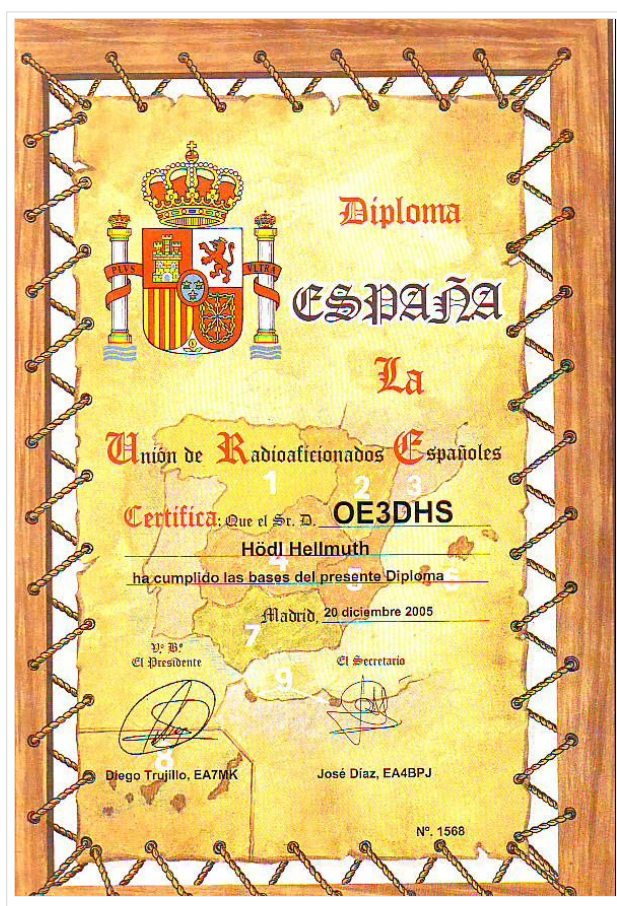 Diploma
PLVS VLTRA
ESPAÑA
La
Unión de Radioaficionados Españoles
1 2 3
Certifica: Que el Sr. D. OE3DHS
Hödl Hellmuth
4
ha cumplido las bases del presente Diploma
5 6
Madrid, 20 diciembre 2005
7
Vº Bº
El Presidente El Secretario
9
8
Diego Trujillo, EA7MK José Díaz, EA4BPJ
Nº. 1568